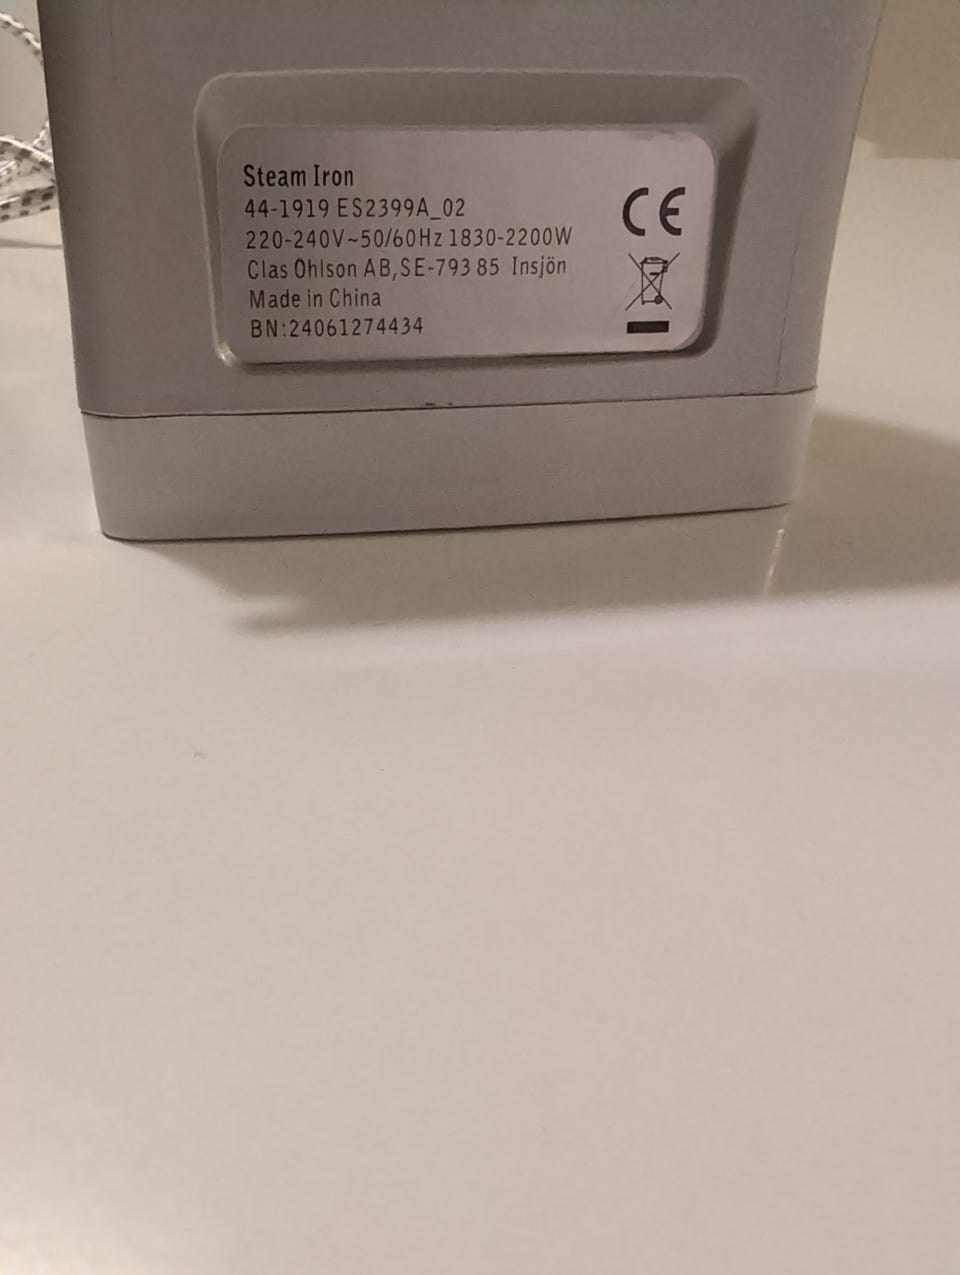 Steam Iron
44-1919 ES2399A_02
220-240V~50/60Hz 1830-2200W
Clas Ohlson AB,SE-793 85 Insjön
Made in China
BN:24061274434
CE